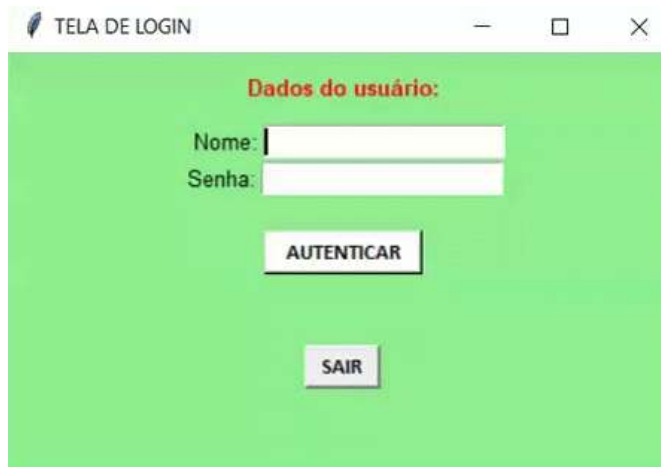 TELA DE LOGIN
Dados do usuário:
Nome:
Senha:
AUTENTICAR
SAIR